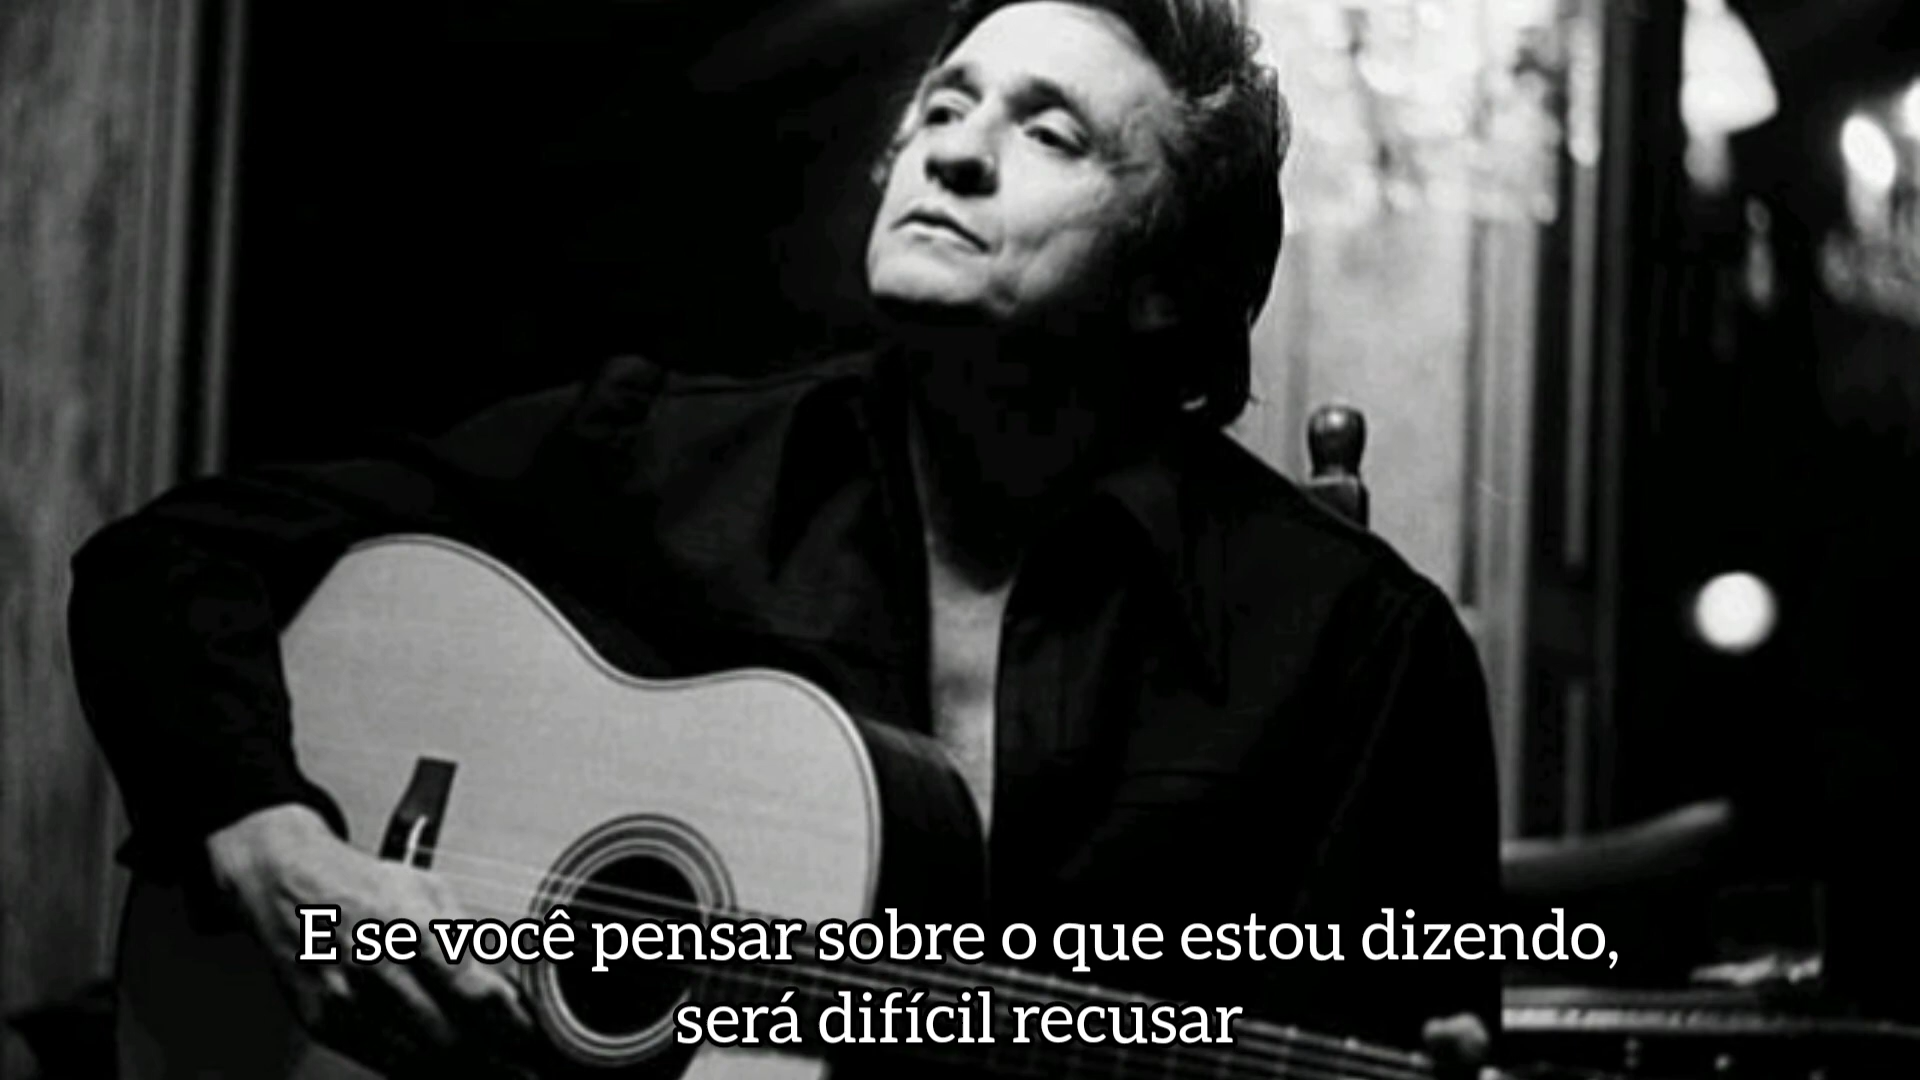 E se você pensar sobre o que estou dizendo,
será difícil recusar